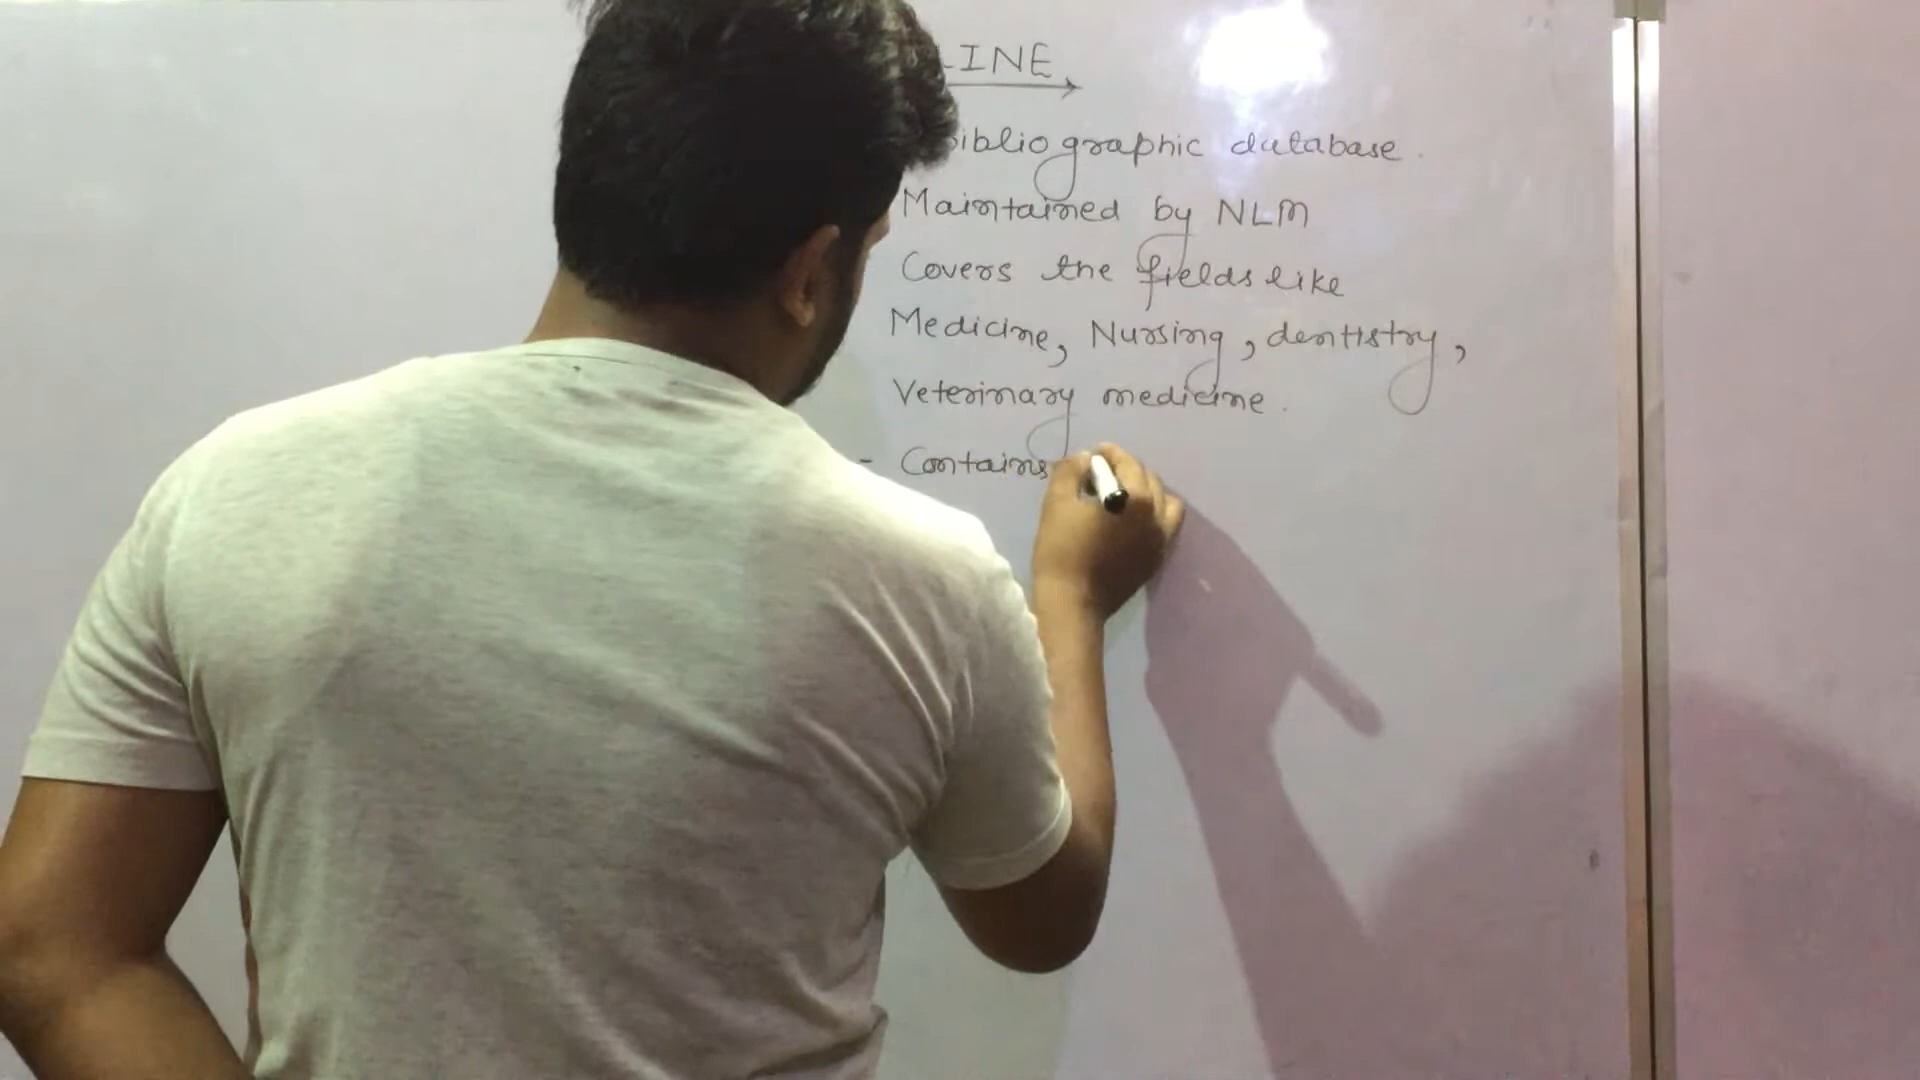 LINE
bibliographic database.
Maintained by NLM
Covers the fields like
Medicine, Nursing, dentistry,
Veterinary medicine.
- Contains